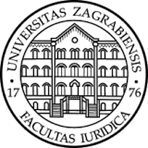 UNIVERSITAS ZAGRABIENSIS
17 76
FACULTAS IURIDICA